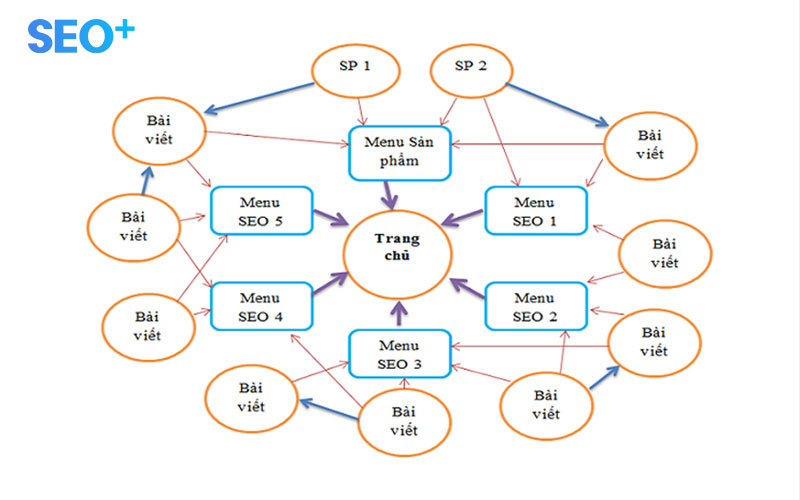 SEO+
SP 1
SP 2
Bài
viết
Menu Sản
phẩm
Bài
viết
Bài
viết
Menu
SEO 5
Menu
SEO 1
Trang
chủ
Bài
viết
Bài
viết
Menu
SEO 4
Menu
SEO 2
Bài
viết
Menu
SEO 3
Bài
viết
Bài
viết
Bài
viết